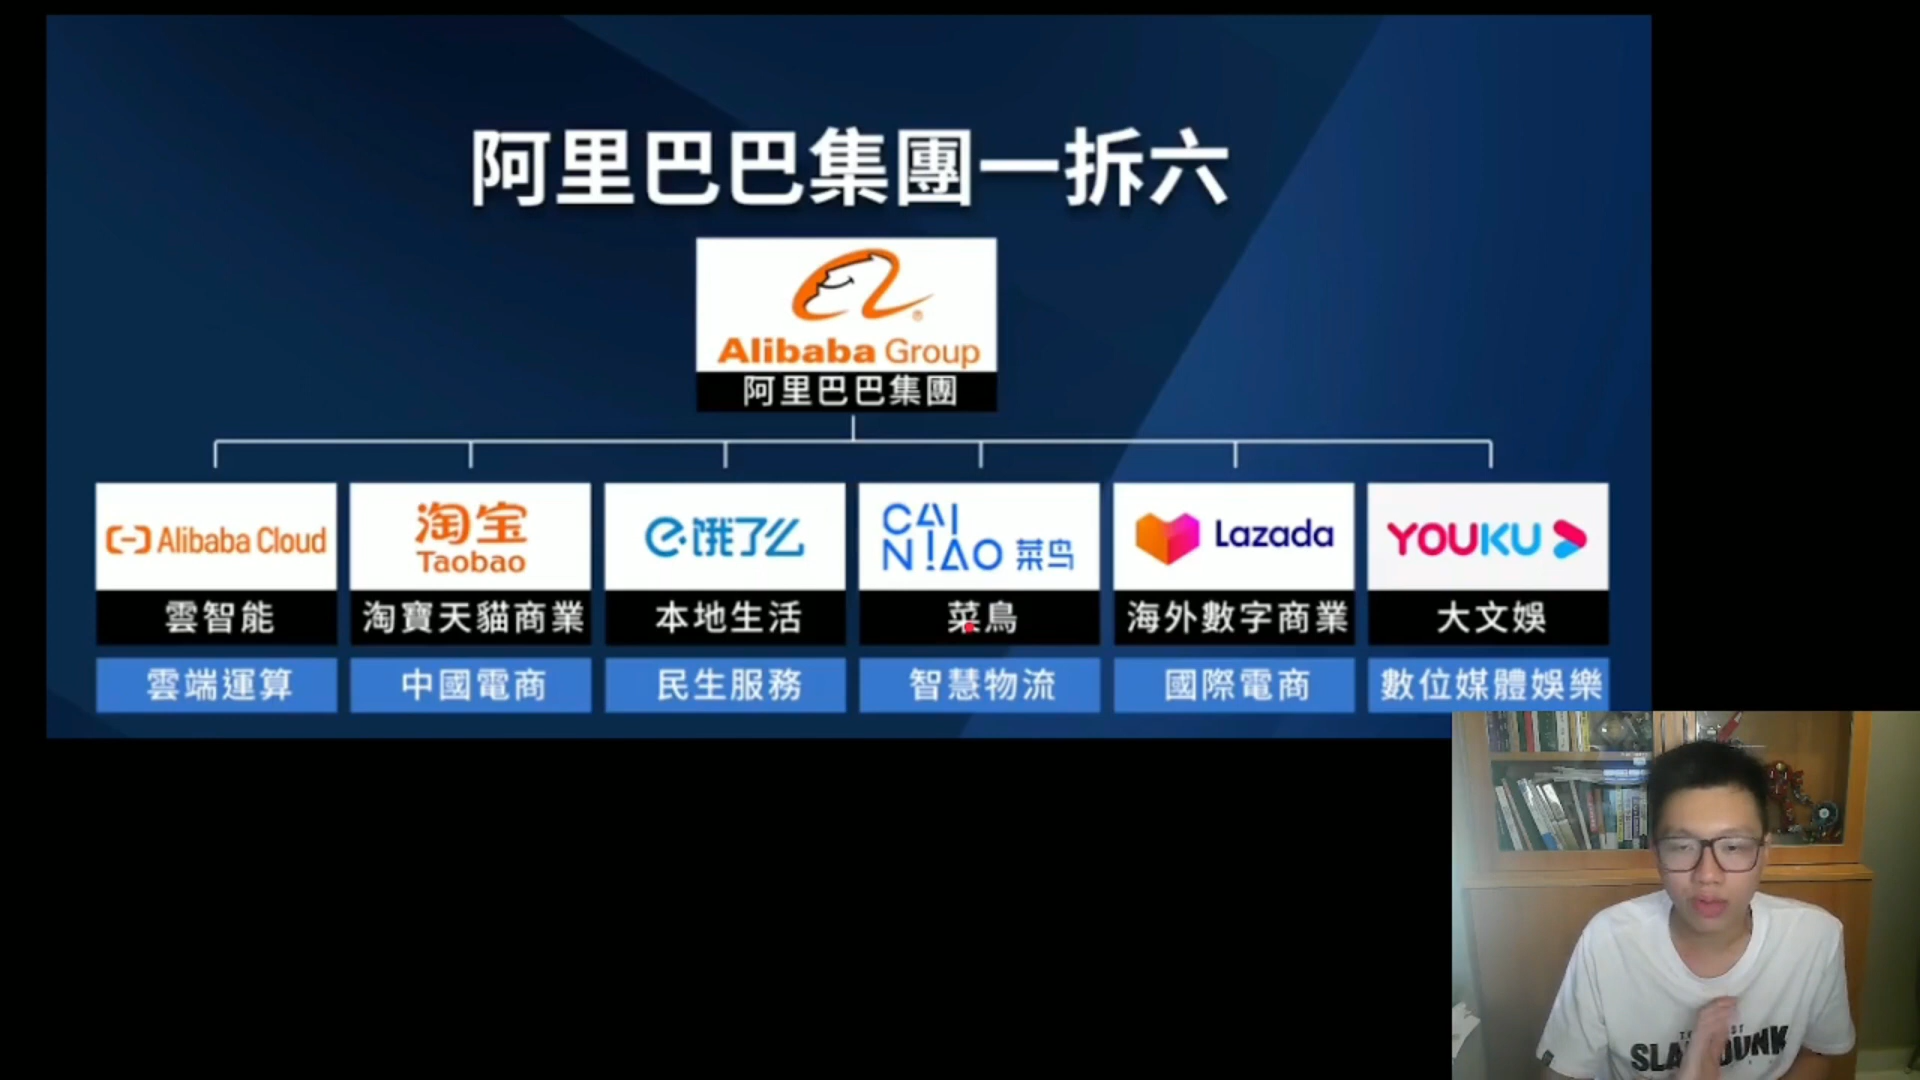 阿里巴巴集團一拆六
Alibaba Group
阿里巴巴集團
Alibaba Cloud
雲智能
雲端運算
淘宝
Taobao
淘寶天貓商業
中國電商
饿了么
本地生活
民生服務
CAI
NIAO 菜鸟
菜鳥
智慧物流
Lazada
海外數字商業
國際電商
YOUKU
大文娛
數位媒體娛樂